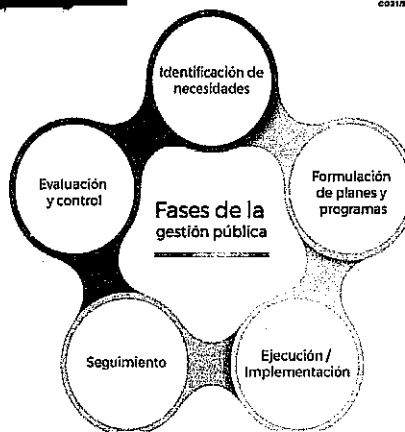 Identificación de
necesidades
Formulación
de planes y
programas
Evaluación
y control
Fases de la
gestión pública
Seguimiento
Ejecución /
Implementación